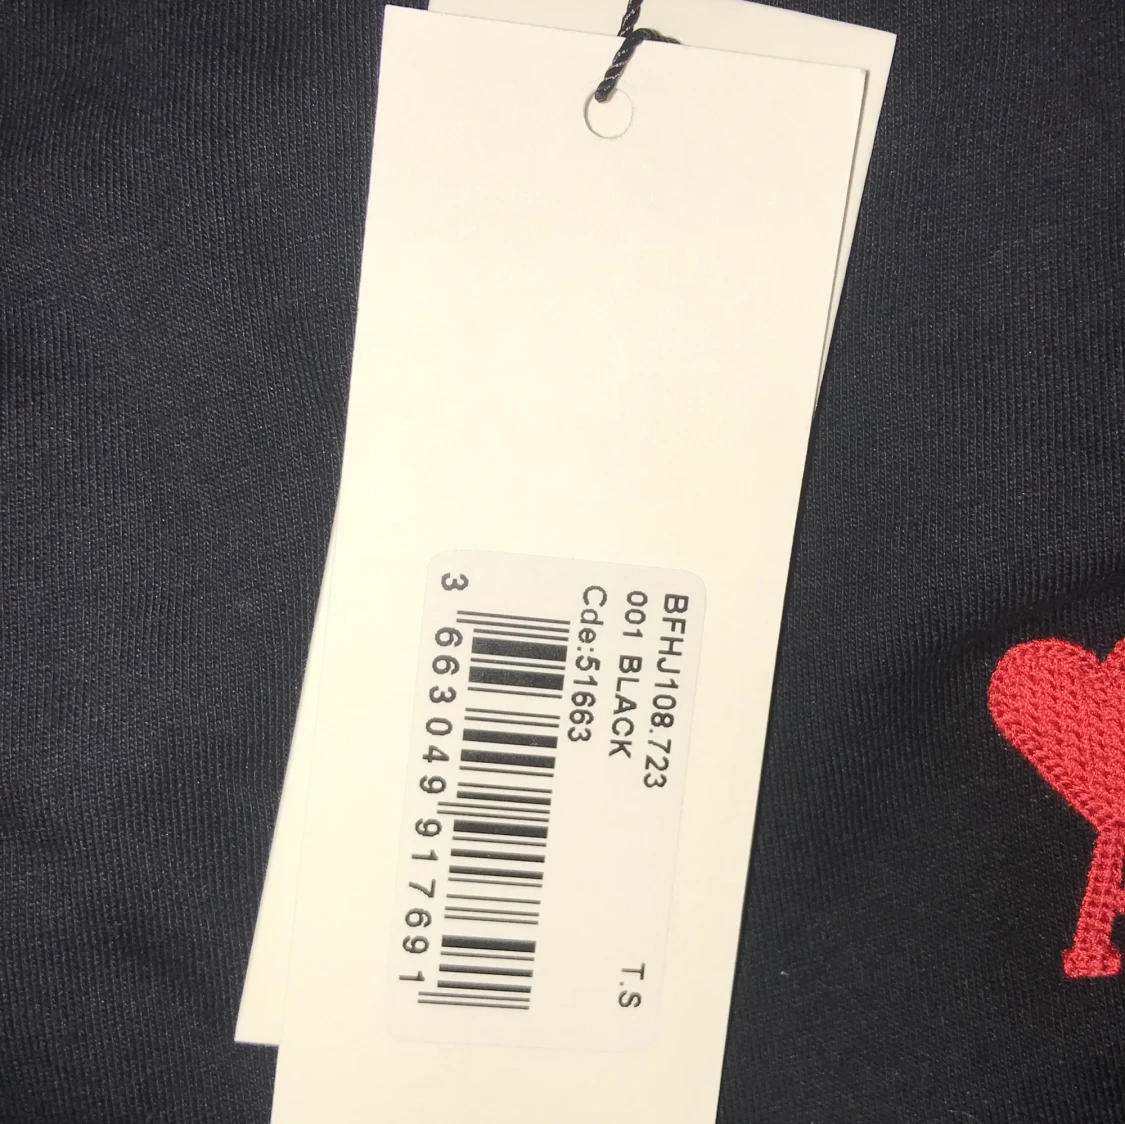 BFHJ108.723
001 BLACK T.S
Cde:51663
3 663049 917691